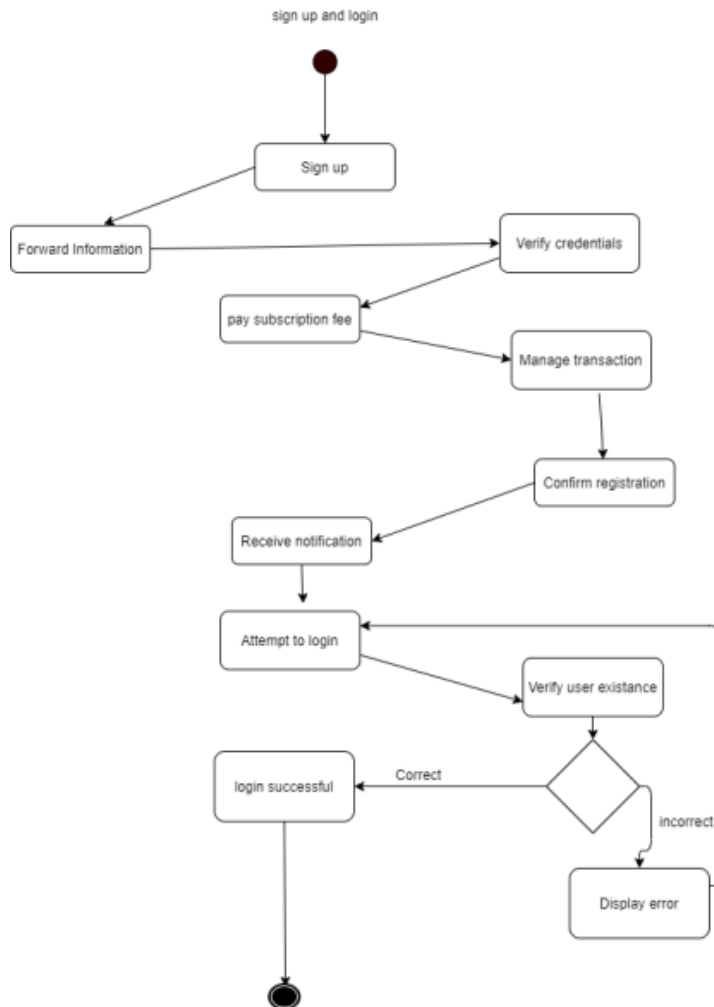 sign up and login
Sign up
Forward Information
Verify credentials
pay subscription fee
Manage transaction
Confirm registration
Receive notification
Attempt to login
Verify user existance
Correct
login successful
incorrect
Display error